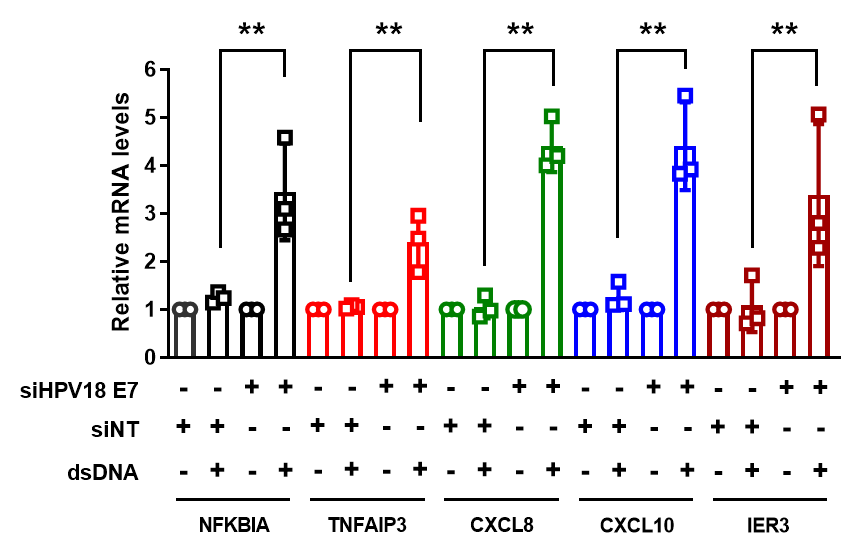 ** ** ** ** **
Relative mRNA levels
6
5
4
3
2
1
0
siHPV18 E7 - - + + - - + + - - + + - - + + - - + +
siNT + + - - + + - - + + - - + + - - + + - -
dsDNA - + - + - + - + - + - + - + - + - + - +
NFKBIA TNFAIP3 CXCL8 CXCL10 IER3